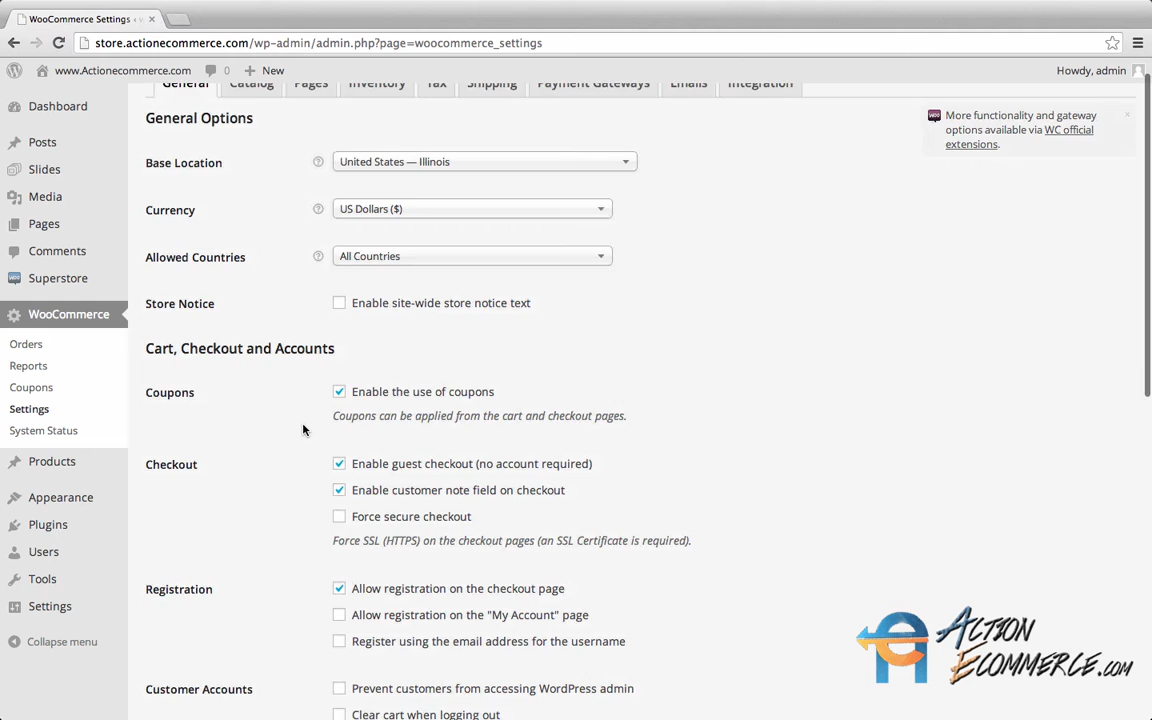 WooCommerce Settings ‹ w
store.actionecommerce.com/wp-admin/admin.php?page=woocommerce_settings
www.Actionecommerce.com 0 New Howdy, admin
General Catalog Pages Inventory Tax Shipping Payment Gateways Emails Integration
Dashboard
Posts
Slides
Media
Pages
Comments
Superstore
WooCommerce
Orders
Reports
Coupons
Settings
System Status
Products
Appearance
Plugins
Users
Tools
Settings
Collapse menu
General Options
More functionality and gateway
options available via WC official
extensions.
Base Location United States — Illinois
Currency US Dollars ($)
Allowed Countries All Countries
Store Notice Enable site-wide store notice text
Cart, Checkout and Accounts
Coupons Enable the use of coupons
Coupons can be applied from the cart and checkout pages.
Checkout Enable guest checkout (no account required)
Enable customer note field on checkout
Force secure checkout
Force SSL (HTTPS) on the checkout pages (an SSL Certificate is required).
Registration Allow registration on the checkout page
Allow registration on the "My Account" page
Register using the email address for the username
Customer Accounts Prevent customers from accessing WordPress admin
Clear cart when logging out
Action
Ecommerce.com